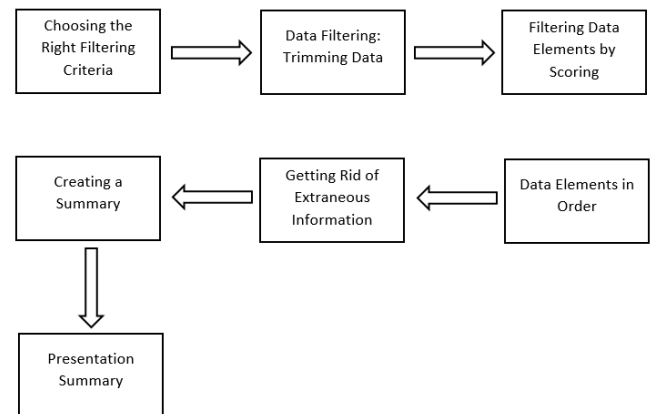 Choosing the
Right Filtering
Criteria
Data Filtering:
Trimming Data
Filtering Data
Elements by
Scoring
Creating a
Summary
Getting Rid of
Extraneous
Information
Data Elements in
Order
Presentation
Summary